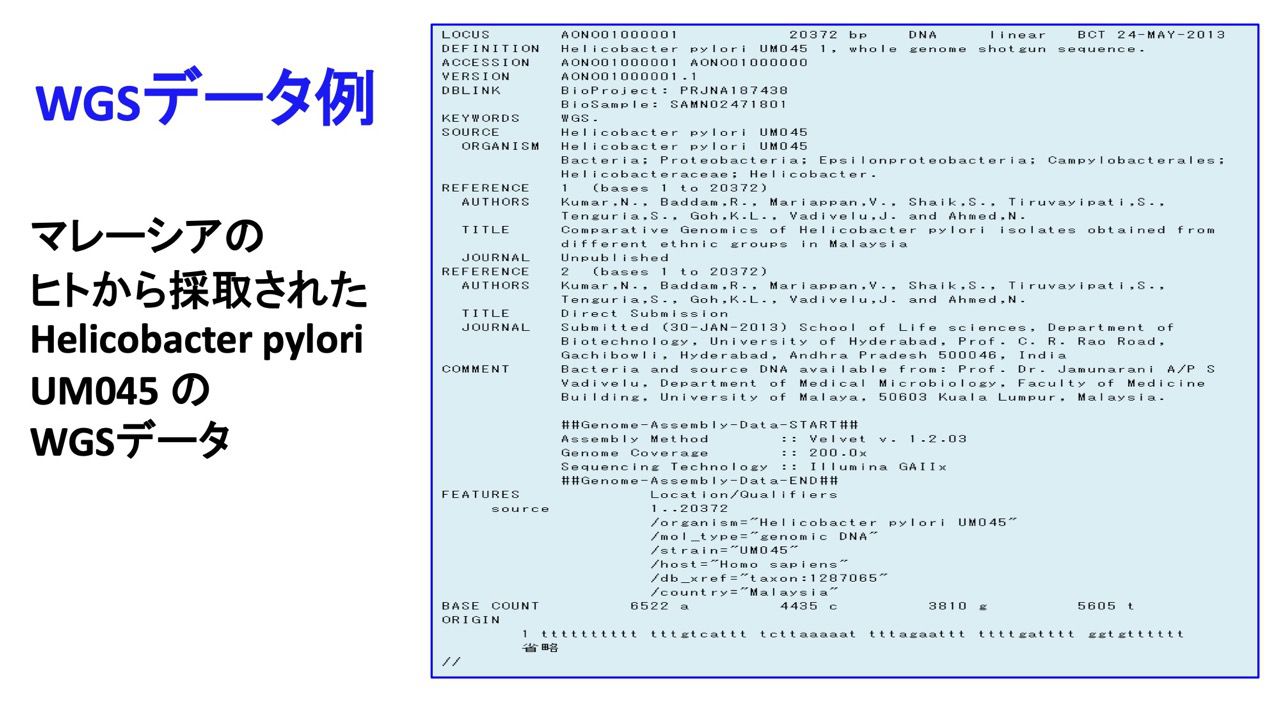 WGSデータ例
マレーシアの
ヒトから採取された
Helicobacter pylori
UM045 の
WGSデータ
LOCUS AONO01000001 20372 bp DNA linear BCT 24-MAY-2013
DEFINITION Helicobacter pylori UM045 1, whole genome shotgun sequence.
ACCESSION AONO01000001 AONO01000000
VERSION AONO01000001.1
DBLINK BioProject: PRJNA187438
BioSample: SAMN02471801
KEYWORDS WGS.
SOURCE Helicobacter pylori UM045
ORGANISM Helicobacter pylori UM045
Bacteria; Proteobacteria; Epsilonproteobacteria; Campylobacterales;
Helicobacteraceae; Helicobacter.
REFERENCE 1 (bases 1 to 20372)
AUTHORS Kumar,N., Baddam,R., Mariappan,V., Shaik,S., Tiruvayipati,S.,
Tenguria,S., Goh,K.L., Vadivelu,J. and Ahmed,N.
TITLE Comparative Genomics of Helicobacter pylori isolates obtained from
different ethnic groups in Malaysia
JOURNAL Unpublished
REFERENCE 2 (bases 1 to 20372)
AUTHORS Kumar,N., Baddam,R., Mariappan,V., Shaik,S., Tiruvayipati,S.,
Tenguria,S., Goh,K.L., Vadivelu,J. and Ahmed,N.
TITLE Direct Submission
JOURNAL Submitted (30-JAN-2013) School of Life sciences, Department of
Biotechnology, University of Hyderabad, Prof. C. R. Rao Road,
Gachibowli, Hyderabad, Andhra Pradesh 500046, India
COMMENT Bacteria and source DNA available from: Prof. Dr. Jamunarani A/P S
Vadivelu, Department of Medical Microbiology, Faculty of Medicine
Building, University of Malaya, 50603 Kuala Lumpur, Malaysia.
##Genome-Assembly-Data-START##
Assembly Method :: Velvet v. 1.2.03
Genome Coverage :: 200.0x
Sequencing Technology :: Illumina GAIIx
##Genome-Assembly-Data-END##
FEATURES Location/Qualifiers
source 1..20372
/organism="Helicobacter pylori UM045"
/mol_type="genomic DNA"
/strain="UM045"
/host="Homo sapiens"
/db_xref="taxon:1287065"
/country="Malaysia"
BASE COUNT 6522 a 4435 c 3810 g 5605 t
ORIGIN
1 tttttttttt tttgtcattt tcttaaaaat tttagaattt ttttgatttt ggtgtttttt
省略
//